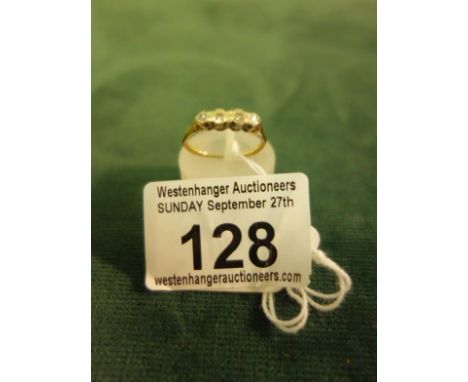 Westenhanger Auctioneers
SUNDAY September 27th
128
westenhangerauctioneers.com